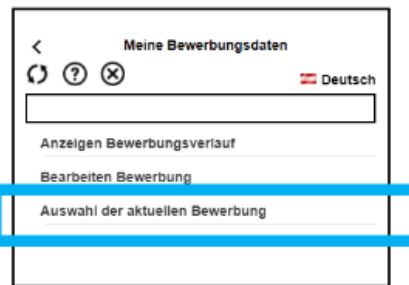 Meine Bewerbungsdaten
Deutsch
Anzeigen Bewerbungsverlauf
Bearbeiten Bewerbung
Auswahl der aktuellen Bewerbung